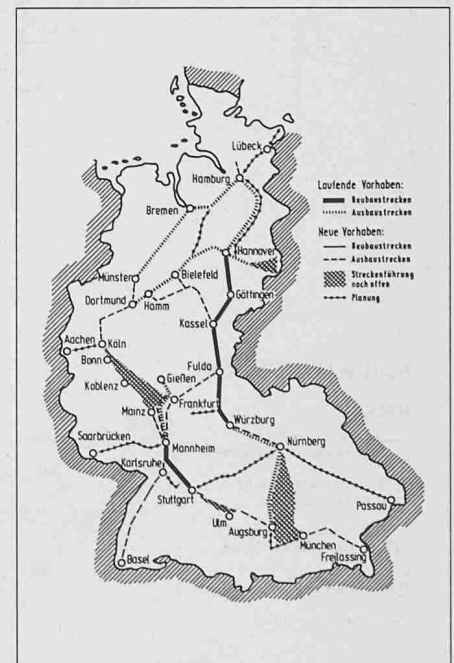 Lübeck
Hamburg
Bremen
Hannover
Münster
Bielefeld
Dortmund
Hamm
Göttingen
Kassel
Aachen
Köln
Bonn
Gießen
Fulda
Koblenz
Frankfurt
Mainz
Würzburg
Saarbrücken
Mannheim
Nürnberg
Karlsruhe
Stuttgart
Passau
Ulm
Augsburg
München
Freilassing
Basel
Laufende Vorhaben:
Neubaustrecken
Ausbaustrecken
Neue Vorhaben:
Neubaustrecken
Ausbaustrecken
Streckenführung
noch offen
Planung